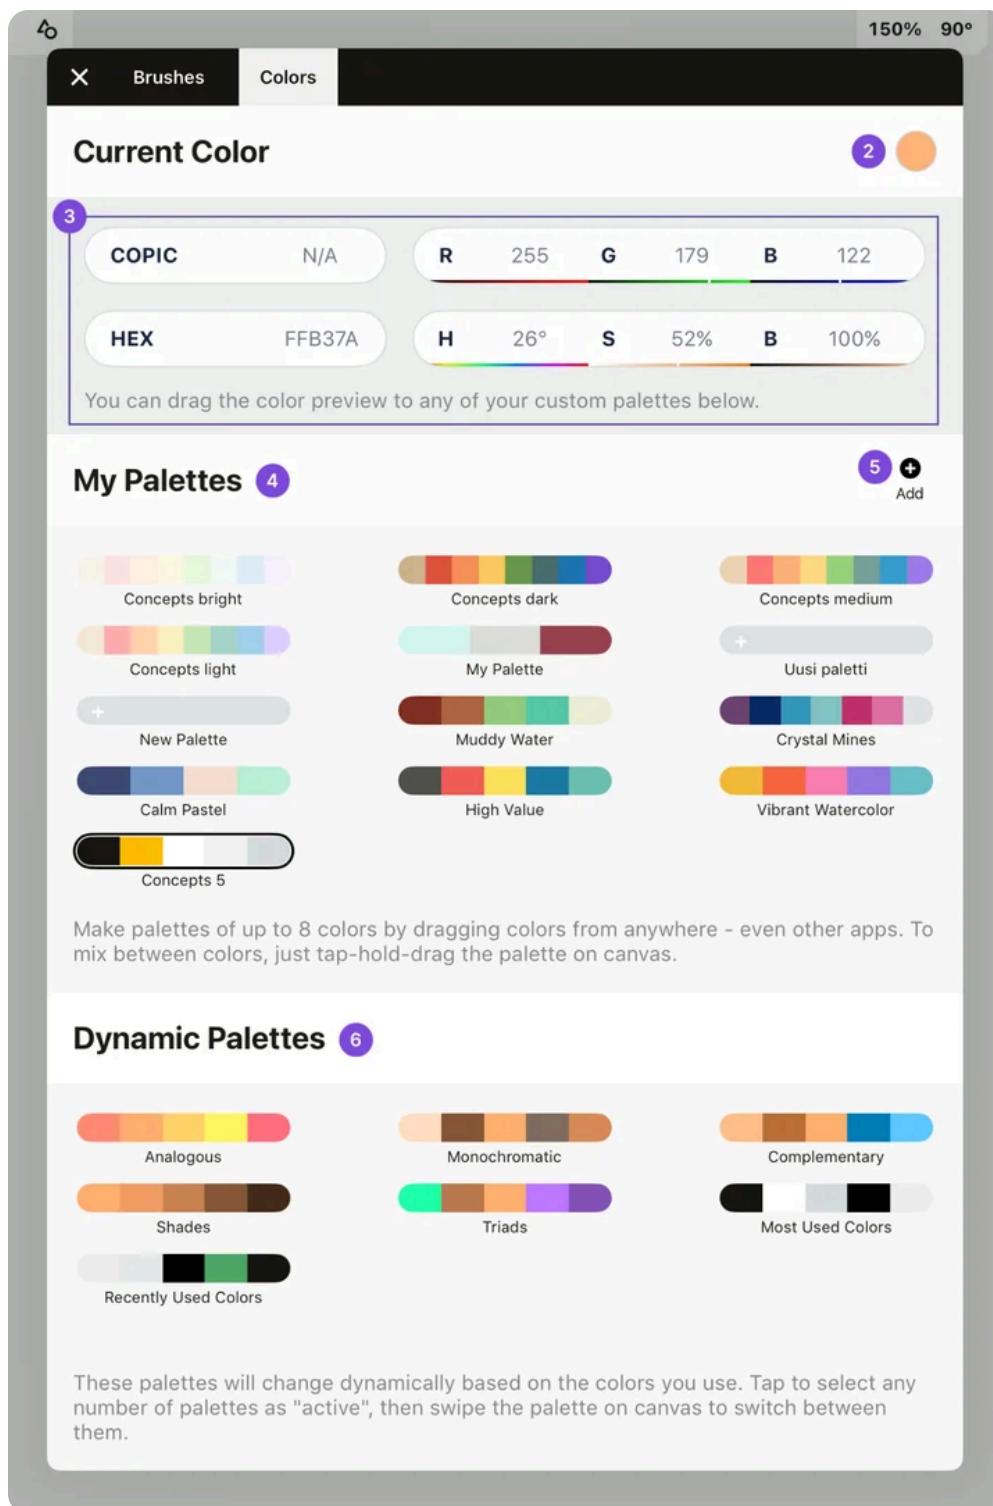 150% 90°
Brushes Colors
Current Color 2
3
COPIC N/A R 255 G 179 B 122
HEX FFB37A H 26° S 52% B 100%
You can drag the color preview to any of your custom palettes below.
My Palettes 4 5
Add
Concepts bright Concepts dark Concepts medium
Concepts light My Palette Uusi paletti
New Palette Muddy Water Crystal Mines
Calm Pastel High Value Vibrant Watercolor
Concepts 5
Make palettes of up to 8 colors by dragging colors from anywhere - even other apps. To
mix between colors, just tap-hold-drag the palette on canvas.
Dynamic Palettes 6
Analogous Monochromatic Complementary
Shades Triads Most Used Colors
Recently Used Colors
These palettes will change dynamically based on the colors you use. Tap to select any
number of palettes as "active", then swipe the palette on canvas to switch between
them.